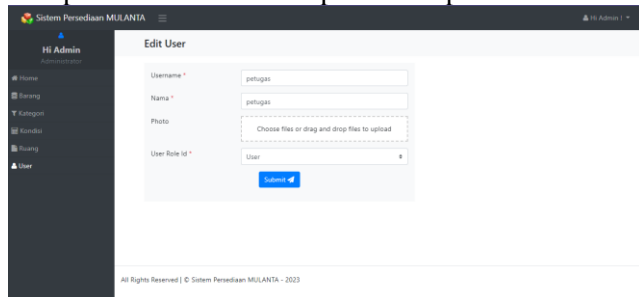 Sistem Persediaan MULANTA
Hi Admin !
Hi Admin
Administrator
Home
Barang
Kategori
Kondisi
Ruang
User
Edit User
Username *
petugas
Nama *
petugas
Photo
Choose files or drag and drop files to upload
User Role Id *
User
Submit
All Rights Reserved | © Sistem Persediaan MULANTA - 2023